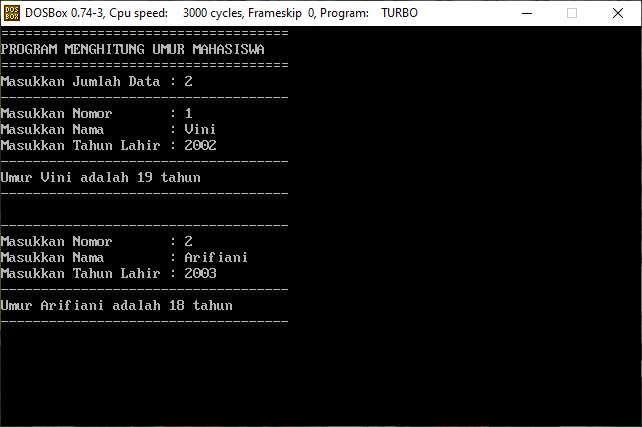 DOS BOX DOSBox 0.74-3, Cpu speed: 3000 cycles, Frameskip 0, Program: TURBO
====================================
PROGRAM MENGHITUNG UMUR MAHASISWA
====================================
Masukkan Jumlah Data : 2
------------------------------------
Masukkan Nomor : 1
Masukkan Nama : Vini
Masukkan Tahun Lahir : 2002
------------------------------------
Umur Vini adalah 19 tahun
------------------------------------
------------------------------------
Masukkan Nomor : 2
Masukkan Nama : Arifiani
Masukkan Tahun Lahir : 2003
------------------------------------
Umur Arifiani adalah 18 tahun
------------------------------------